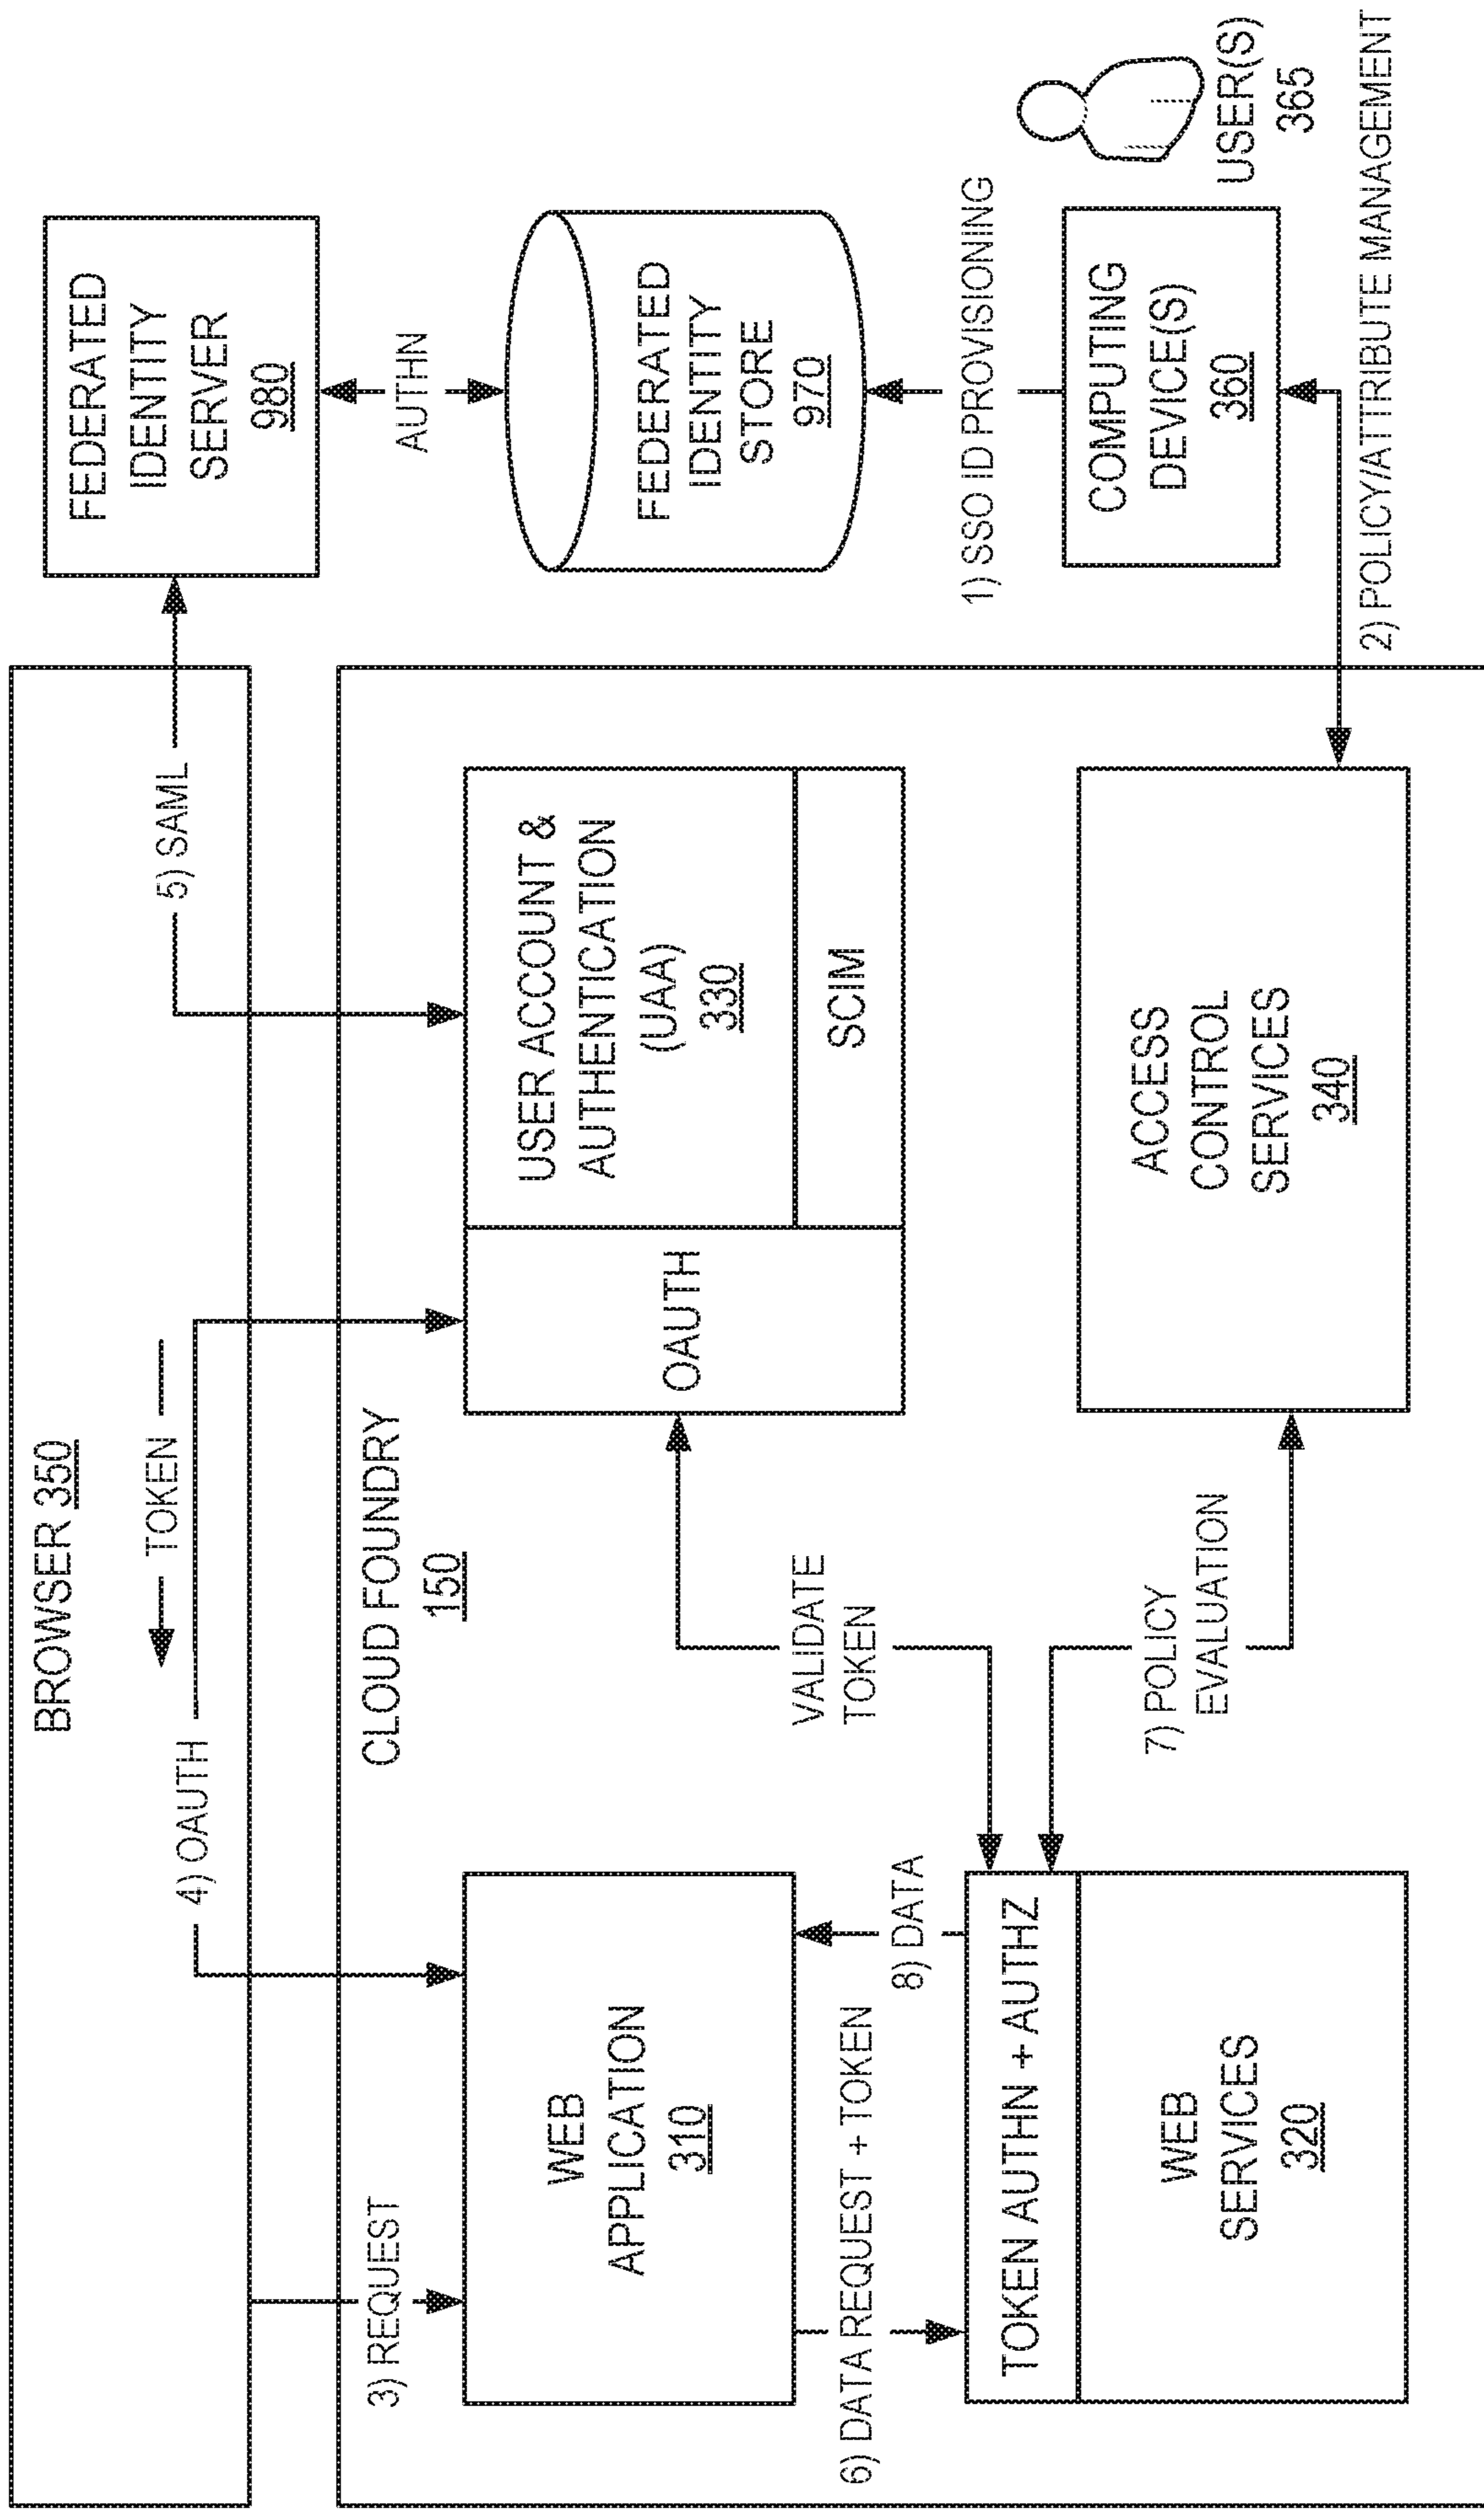 BROWSER 350
TOKEN
4) OAUTH
5) SAML
FEDERATED
IDENTITY
SERVER
980
AUTHN
FEDERATED
IDENTITY
STORE
970
1) SSO ID PROVISIONING
COMPUTING
DEVICE(S)
360
USER(S)
365
2) POLICY/ATTRIBUTE MANAGEMENT
CLOUD FOUNDRY
150
3) REQUEST
WEB
APPLICATION
310
USER ACCOUNT &
AUTHENTICATION
(UAA)
330
OAUTH
SCIM
VALIDATE
TOKEN
6) DATA REQUEST + TOKEN
8) DATA
TOKEN AUTHN + AUTHZ
WEB
SERVICES
320
7) POLICY
EVALUATION
ACCESS
CONTROL
SERVICES
340